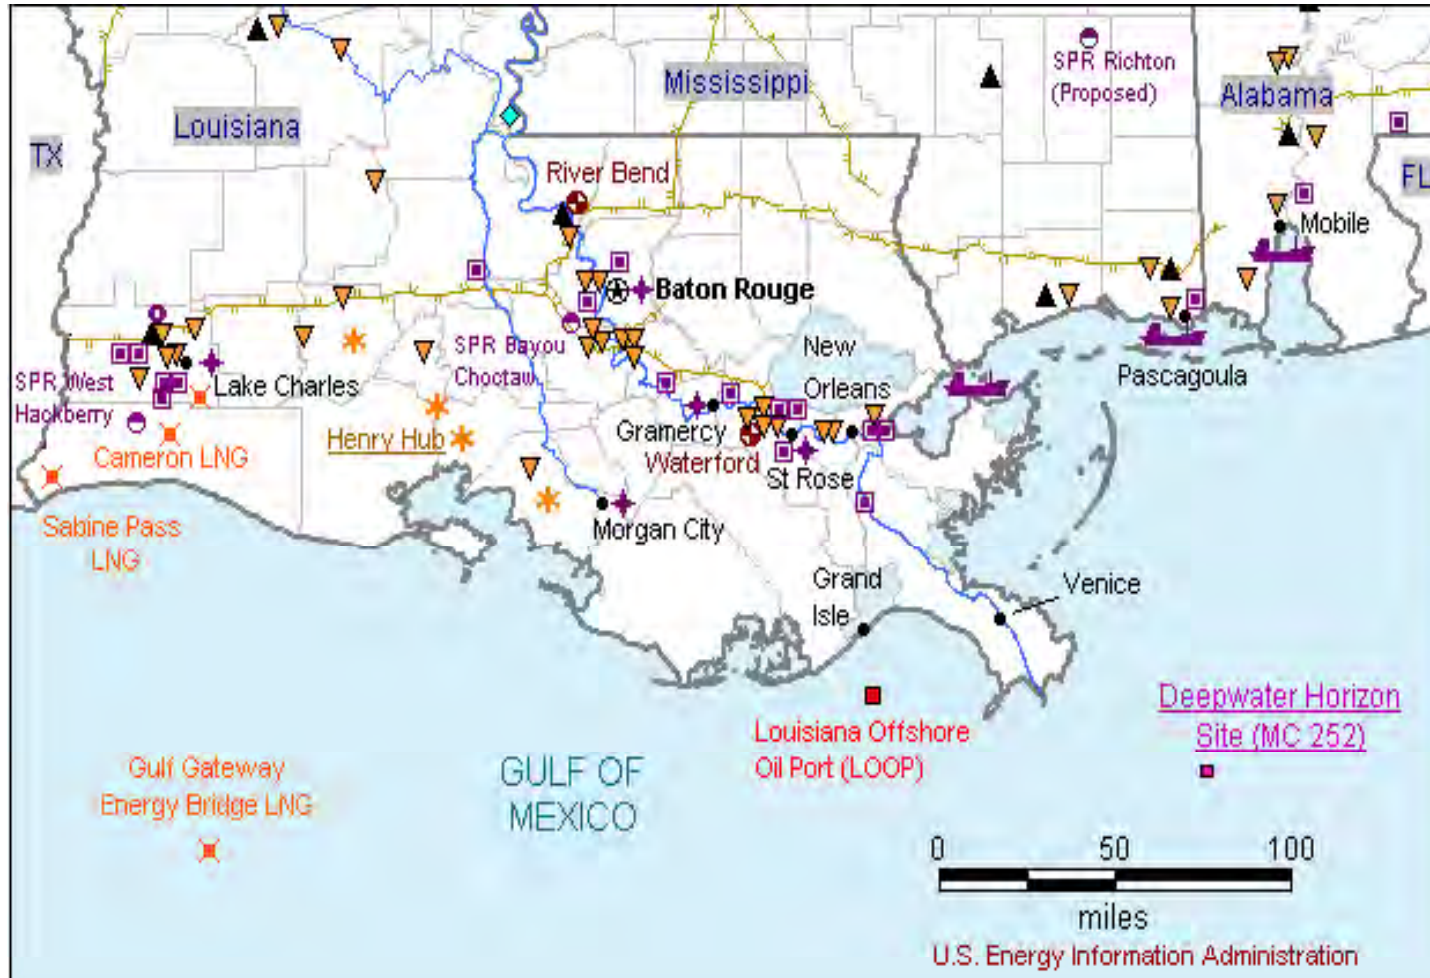 SPR Richton
(Proposed)
Mississippi
Alabama
Louisiana
TX
FL
River Bend
Mobile
Baton Rouge
New
Orleans
SPR Bayou
Choctaw
Pascagoula
SPR West
Hackberry
Lake Charles
Gramercy
Henry Hub
Cameron LNG
Waterford
St Rose
Morgan City
Sabine Pass
LNG
Grand
Isle
Venice
Deepwater Horizon
Site (MC 252)
Louisiana Offshore
Oil Port (LOOP)
Gulf Gateway
Energy Bridge LNG
GULF OF
MEXICO
0 50 100
miles
U.S. Energy Information Administration